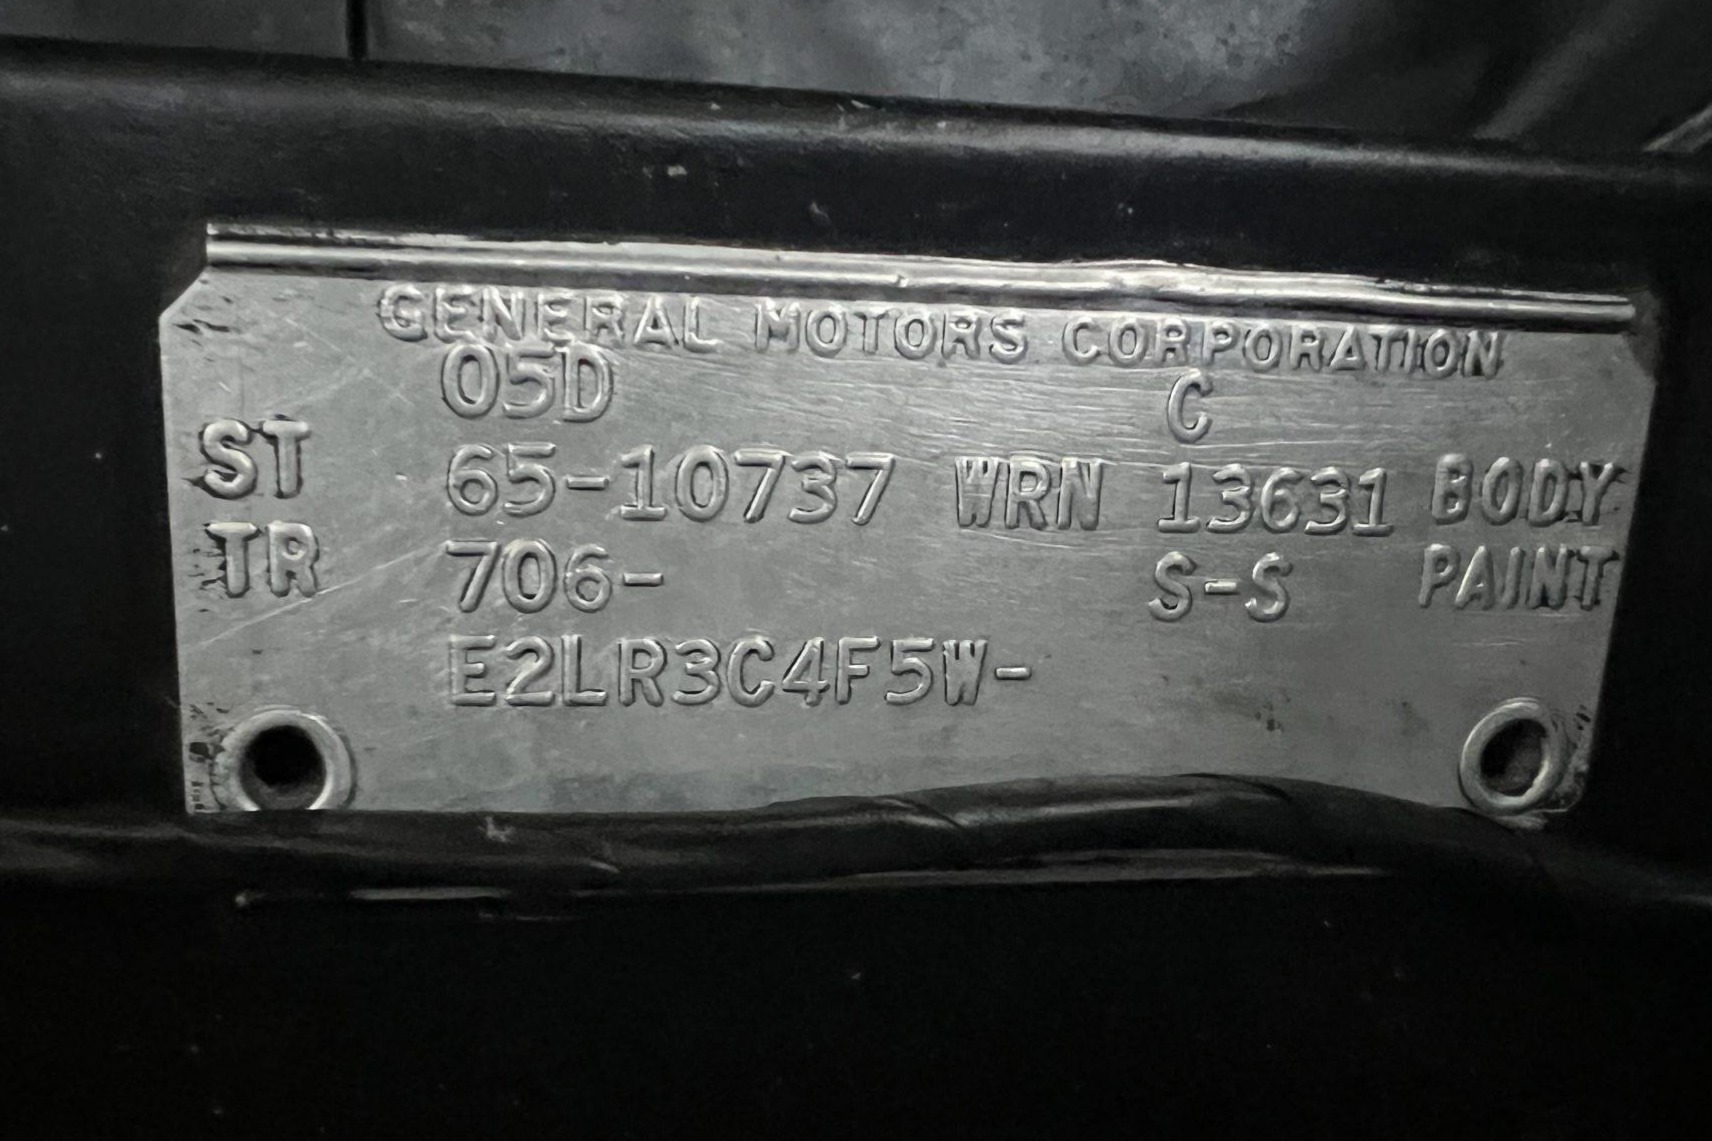 GENERAL MOTORS CORPORATION
05D C
ST 65-10737 WRN 13631 BODY
TR 706- S-S PAINT
E2LR3C4F5W-